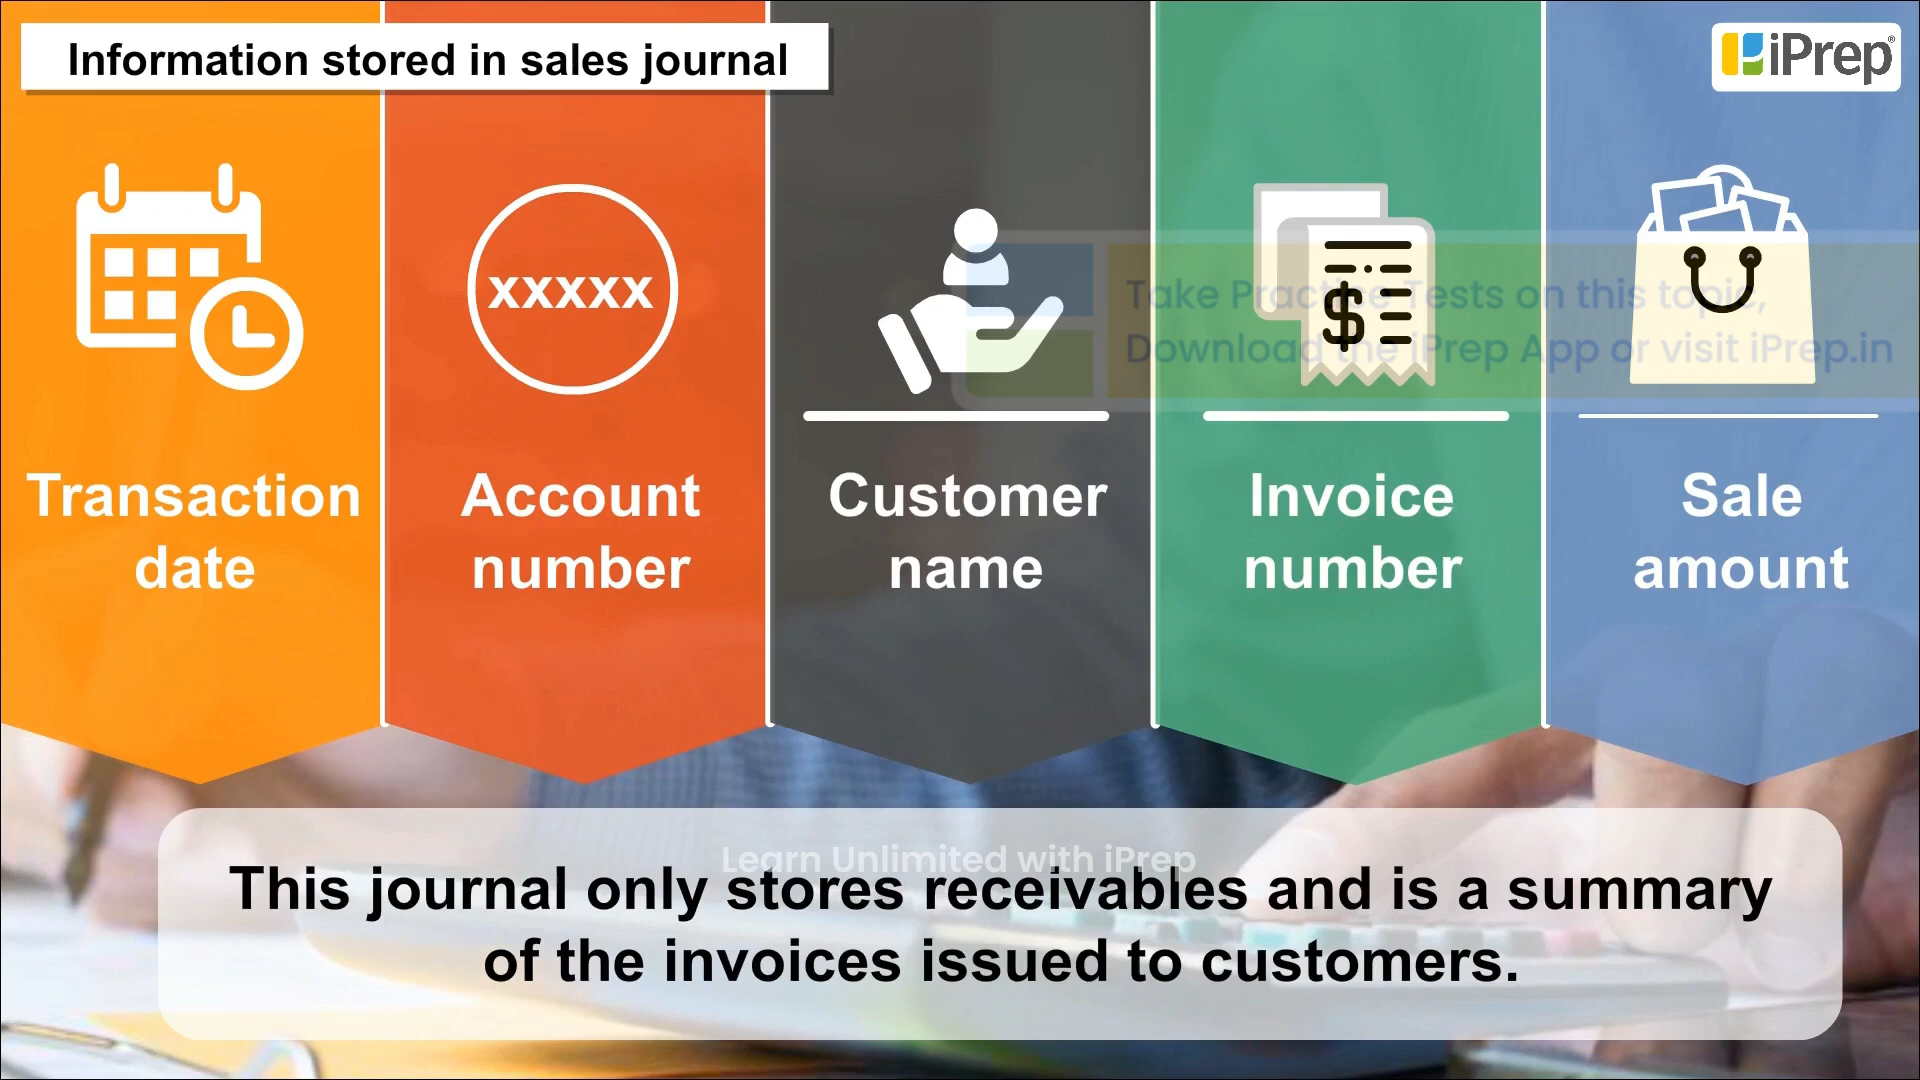 Information stored in sales journal
iPrep®
xxxxx
$
Take Practice Tests on this topic,
Download the iPrep App or visit iPrep.in
Transaction
date
Account
number
Customer
name
Invoice
number
Sale
amount
Learn Unlimited with iPrep
This journal only stores receivables and is a summary
of the invoices issued to customers.